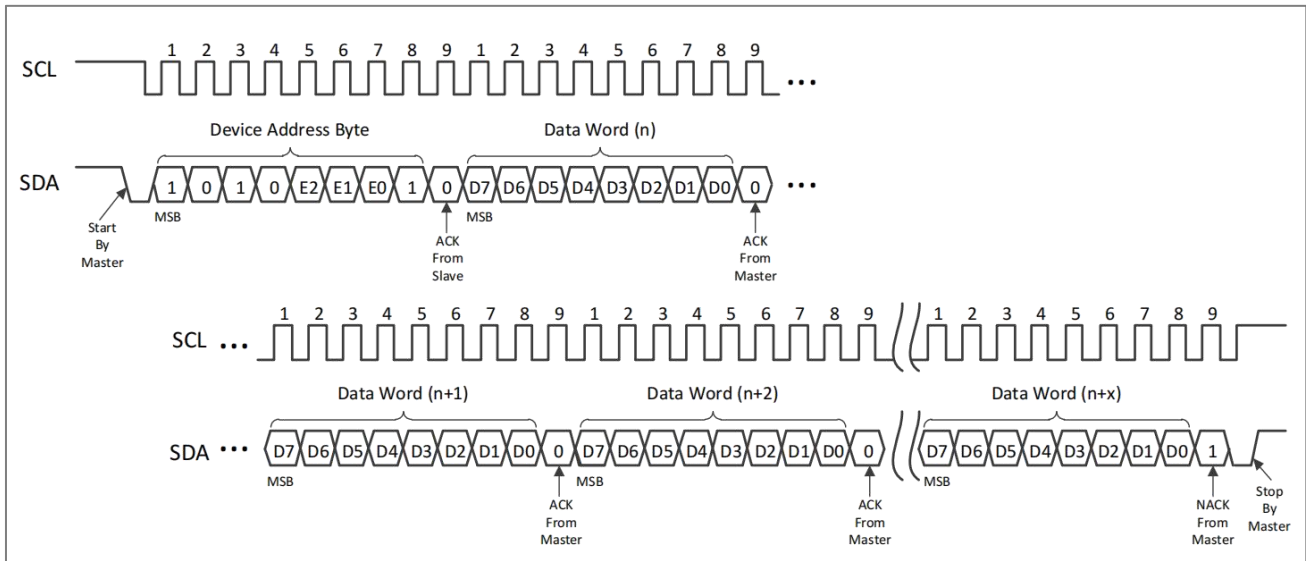 1 2 3 4 5 6 7 8 9 1 2 3 4 5 6 7 8 9
SCL ...
Device Address Byte Data Word (n)
SDA 1 0 1 0 E2 E1 E0 1 0 D7 D6 D5 D4 D3 D2 D1 D0 0 ...
MSB MSB
Start
By
Master
ACK
From
Slave
ACK
From
Master
1 2 3 4 5 6 7 8 9 1 2 3 4 5 6 7 8 9 1 2 3 4 5 6 7 8 9
SCL ...
Data Word (n+1) Data Word (n+2) Data Word (n+x)
SDA ... D7 D6 D5 D4 D3 D2 D1 D0 0 D7 D6 D5 D4 D3 D2 D1 D0 0 D7 D6 D5 D4 D3 D2 D1 D0 1
MSB MSB MSB
ACK
From
Master
ACK
From
Master
NACK
From
Master
Stop
By
Master